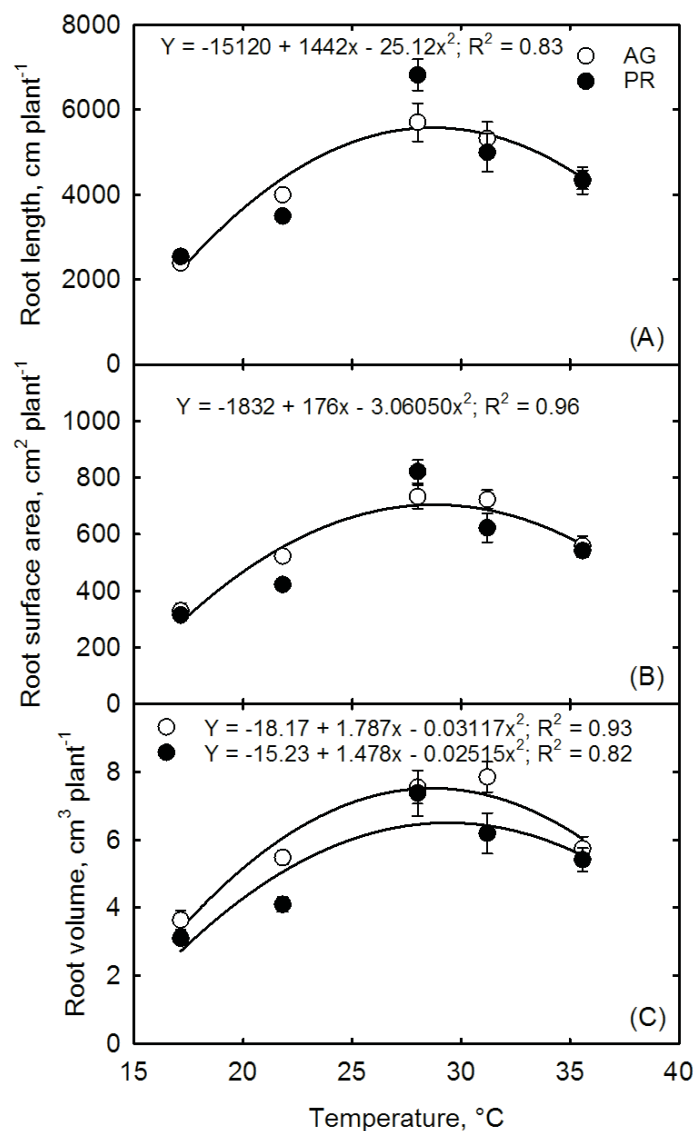 8000
Y = -15120 + 1442x - 25.12x²; R² = 0.83
AG
PR
6000
4000
2000
0
Root length, cm plant⁻¹
(A)
1000
Y = -1832 + 176x - 3.06050x²; R² = 0.96
800
600
400
200
0
Root surface area, cm² plant⁻¹
(B)
Y = -18.17 + 1.787x - 0.03117x²; R² = 0.93
Y = -15.23 + 1.478x - 0.02515x²; R² = 0.82
8
6
4
2
0
Root volume, cm³ plant⁻¹
(C)
15 20 25 30 35 40
Temperature, °C